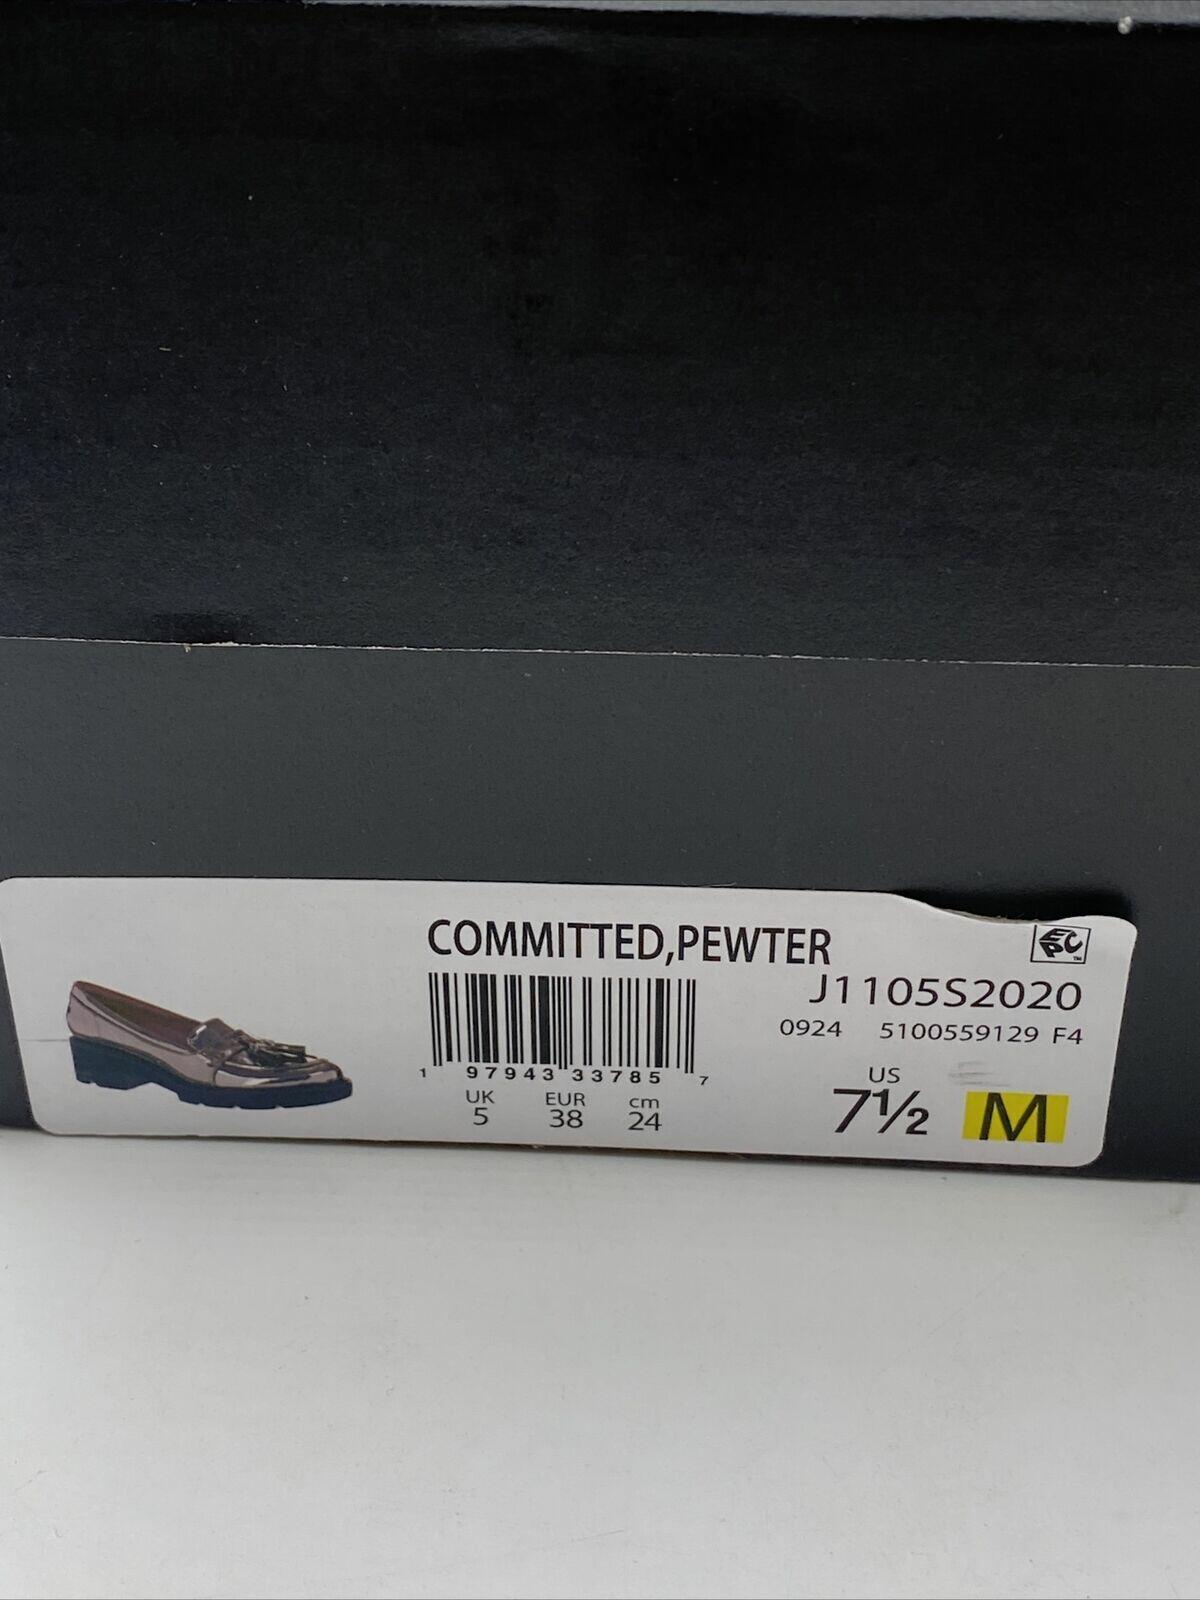 COMMITTED,PEWTER
EPC™
J1105S2020
0924 5100559129 F4
1 97943 33785 7
UK EUR cm
5 38 24
US
7½ M